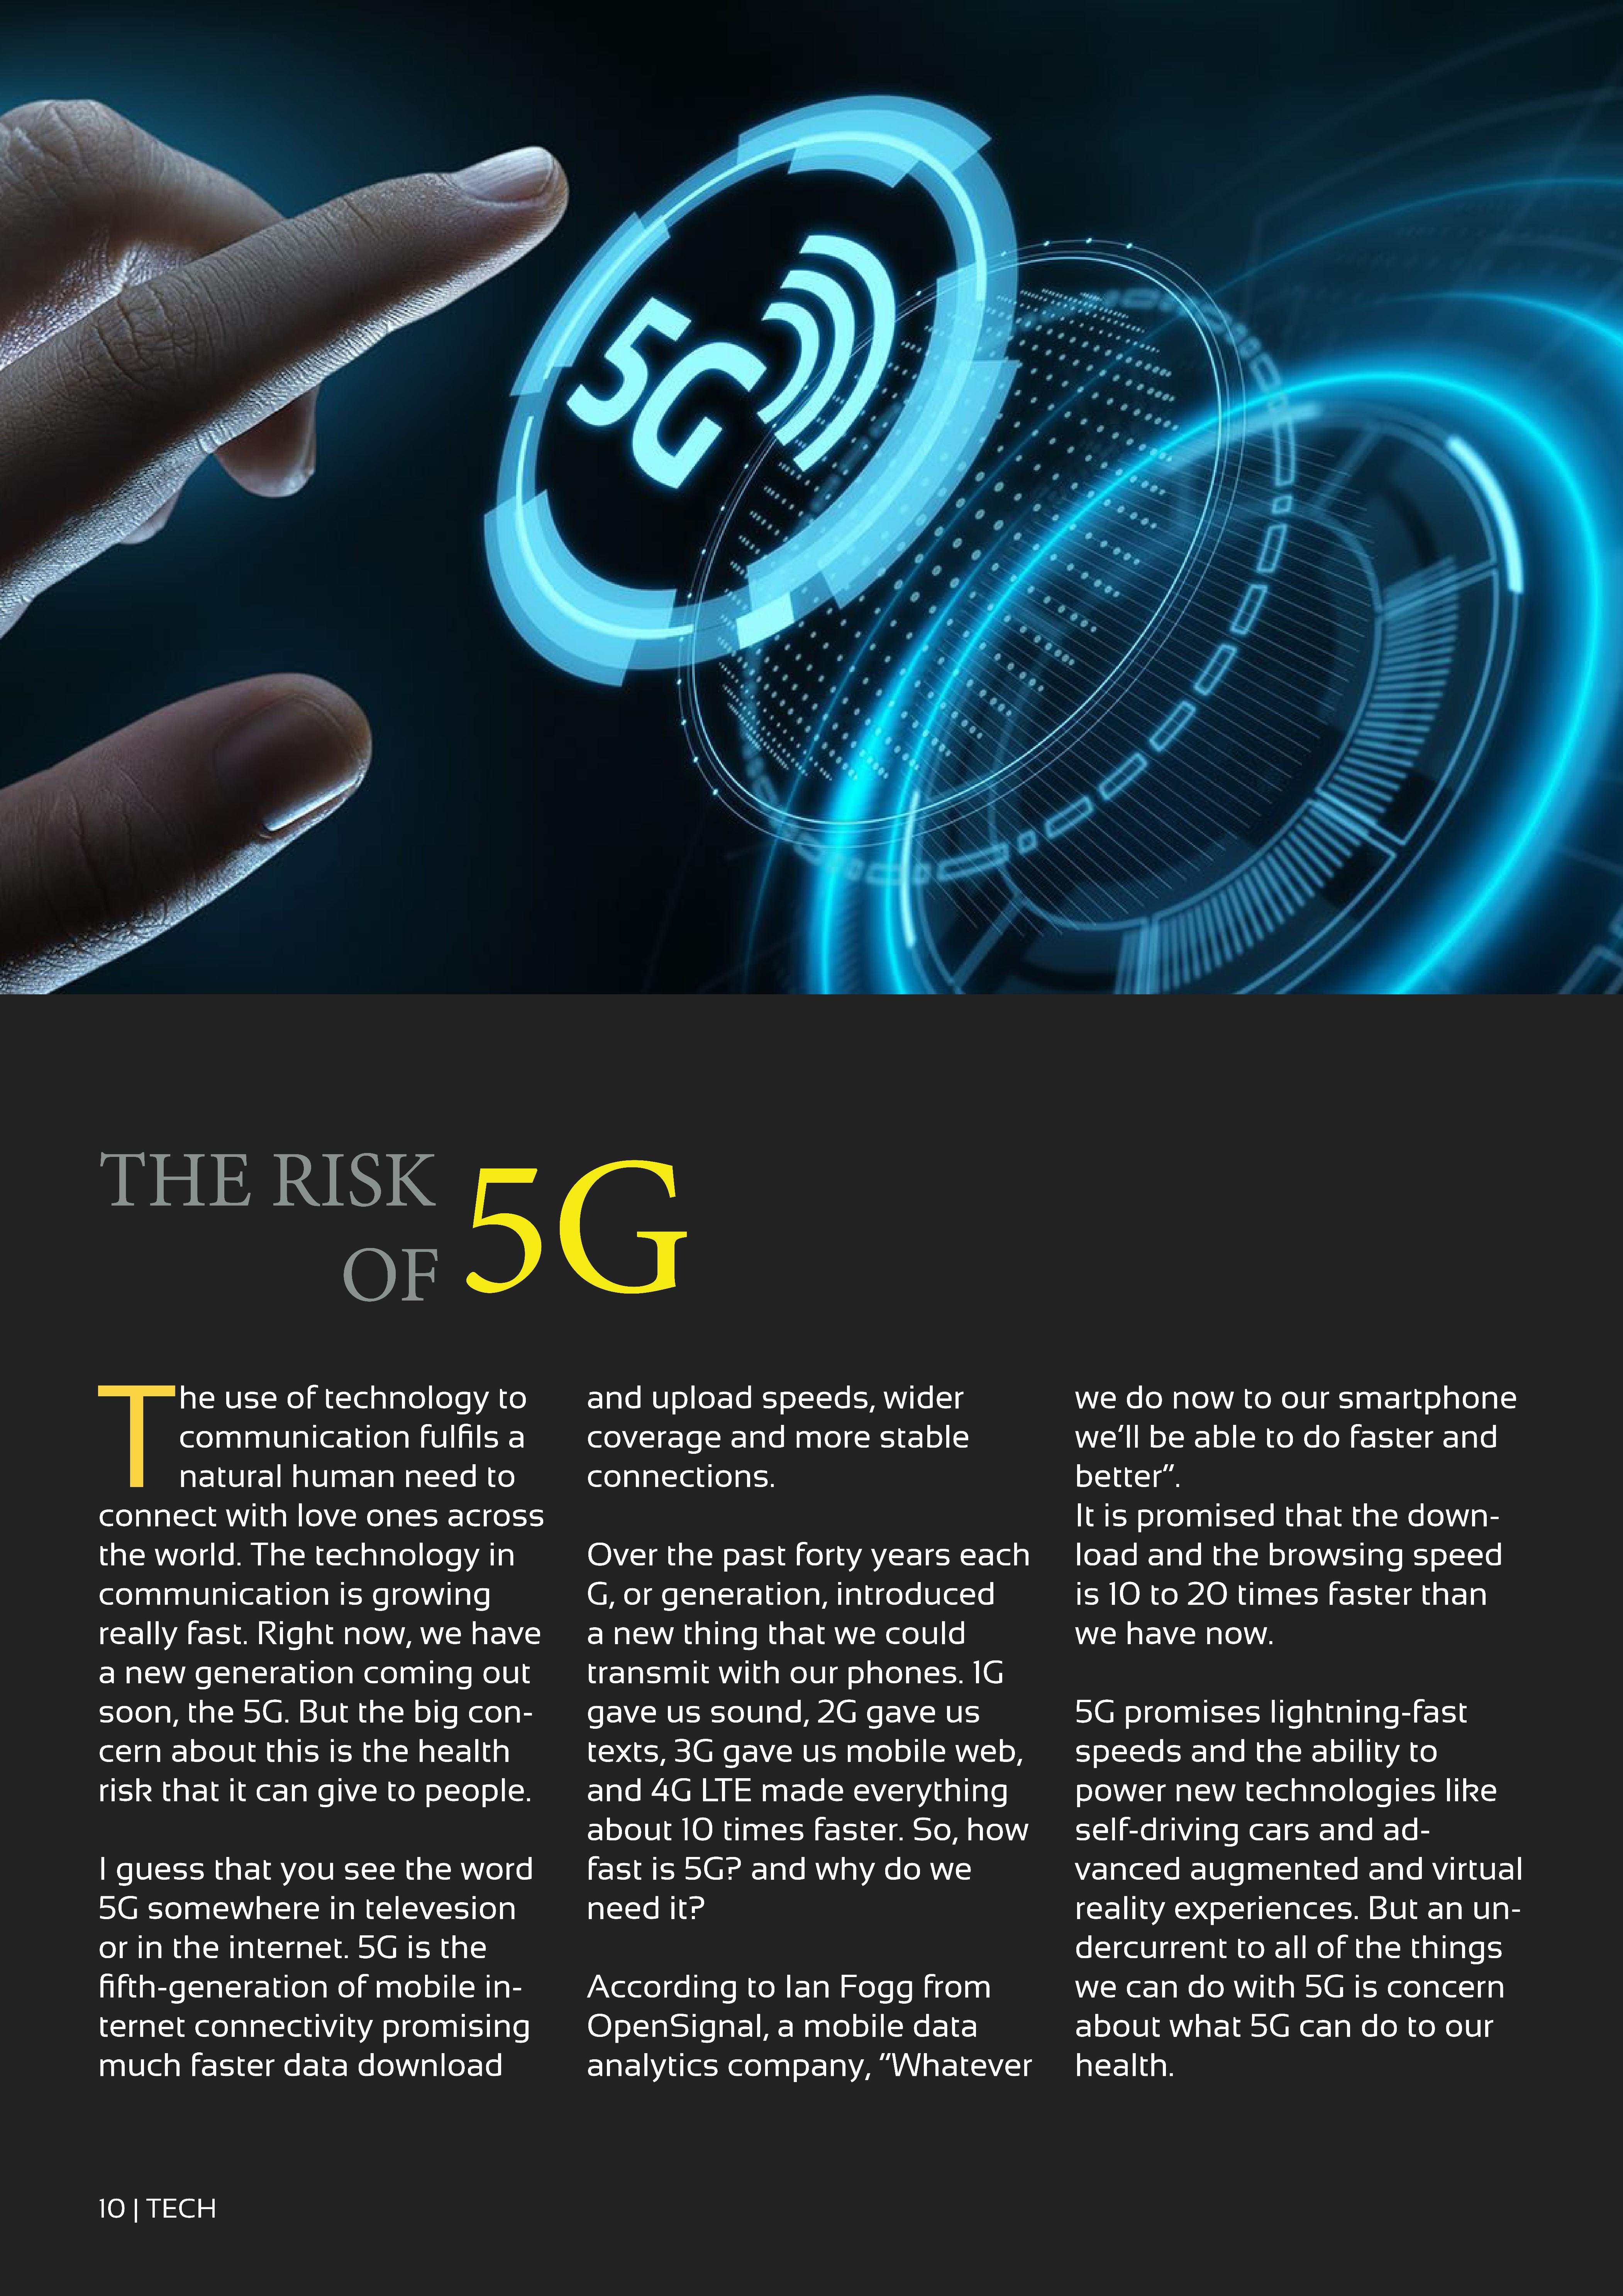 5G
THE RISK
OF 5G
The use of technology to
communication fulfils a
natural human need to
connect with love ones across
the world. The technology in
communication is growing
really fast. Right now, we have
a new generation coming out
soon, the 5G. But the big con-
cern about this is the health
risk that it can give to people.
I guess that you see the word
5G somewhere in televesion
or in the internet. 5G is the
fifth-generation of mobile in-
ternet connectivity promising
much faster data download
and upload speeds, wider
coverage and more stable
connections.
Over the past forty years each
G, or generation, introduced
a new thing that we could
transmit with our phones. 1G
gave us sound, 2G gave us
texts, 3G gave us mobile web,
and 4G LTE made everything
about 10 times faster. So, how
fast is 5G? and why do we
need it?
According to Ian Fogg from
OpenSignal, a mobile data
analytics company, "Whatever
we do now to our smartphone
we'll be able to do faster and
better".
It is promised that the down-
load and the browsing speed
is 10 to 20 times faster than
we have now.
5G promises lightning-fast
speeds and the ability to
power new technologies like
self-driving cars and ad-
vanced augmented and virtual
reality experiences. But an un-
dercurrent to all of the things
we can do with 5G is concern
about what 5G can do to our
health.
10 | TECH